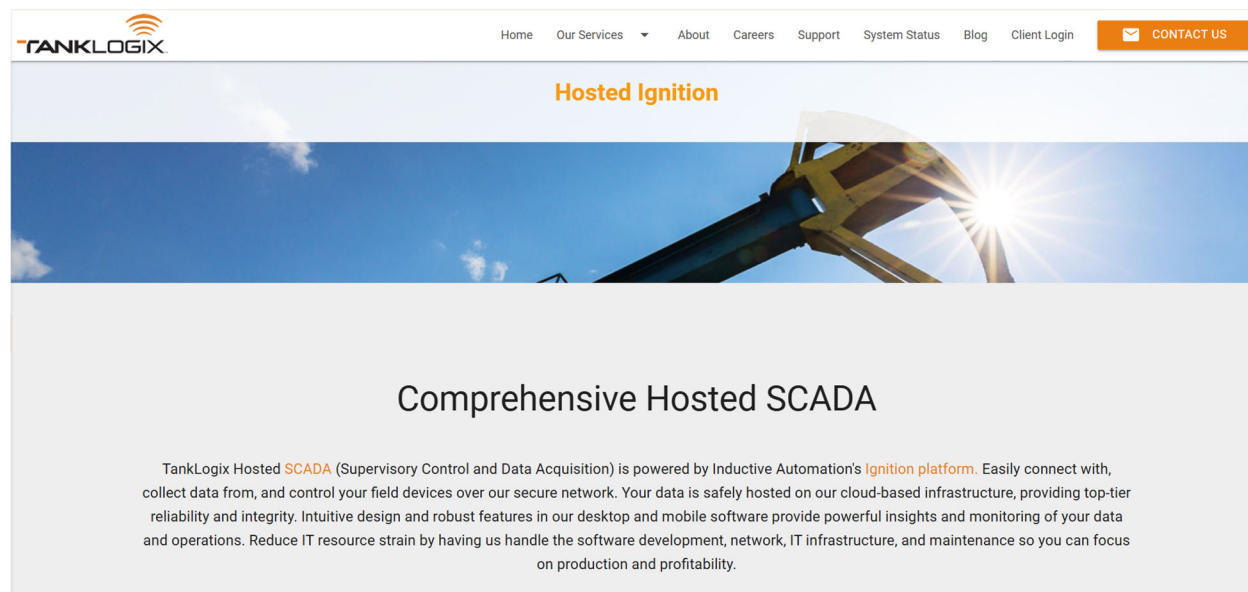 TANKLOGIX
Home Our Services About Careers Support System Status Blog Client Login CONTACT US
Hosted Ignition
Comprehensive Hosted SCADA
TankLogix Hosted SCADA (Supervisory Control and Data Acquisition) is powered by Inductive Automation's Ignition platform. Easily connect with,
collect data from, and control your field devices over our secure network. Your data is safely hosted on our cloud-based infrastructure, providing top-tier
reliability and integrity. Intuitive design and robust features in our desktop and mobile software provide powerful insights and monitoring of your data
and operations. Reduce IT resource strain by having us handle the software development, network, IT infrastructure, and maintenance so you can focus
on production and profitability.